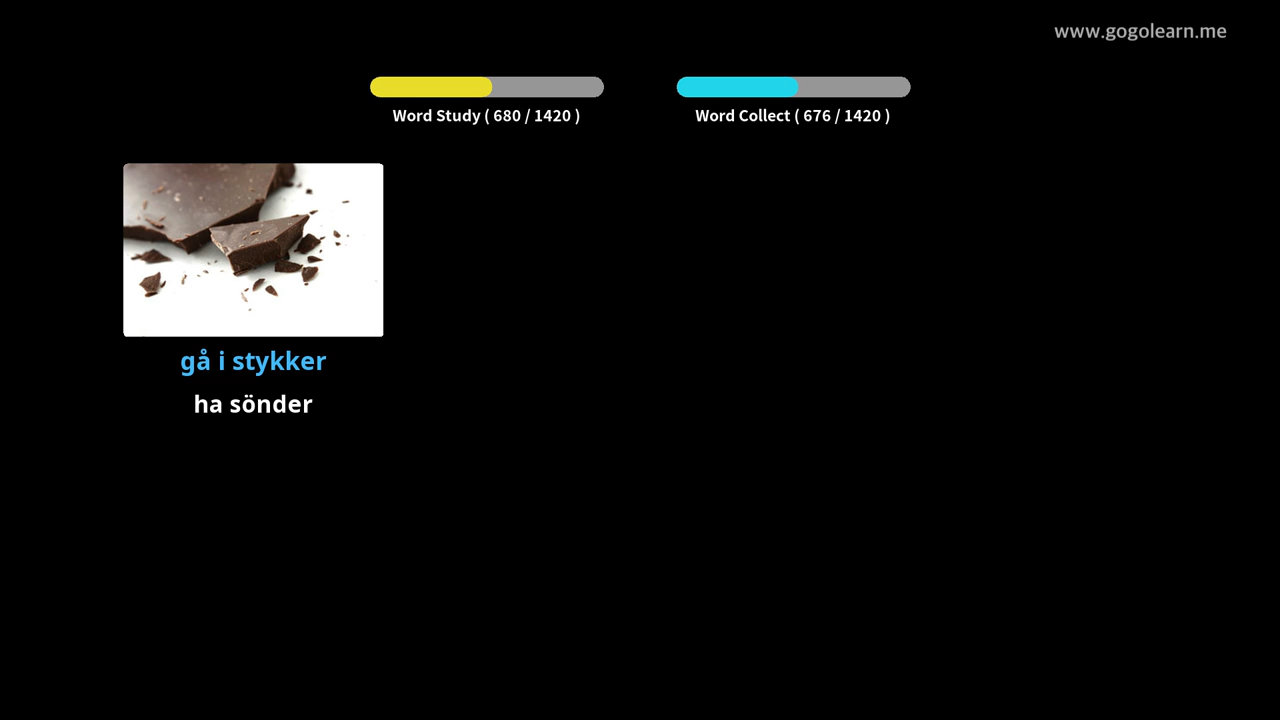 www.gogolearn.me
Word Study ( 680 / 1420 )
Word Collect ( 676 / 1420 )
gå i stykker
ha sönder